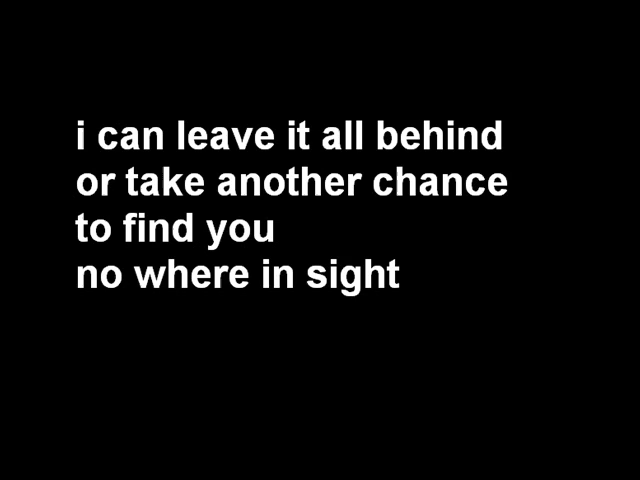 i can leave it all behind
or take another chance
to find you
no where in sight